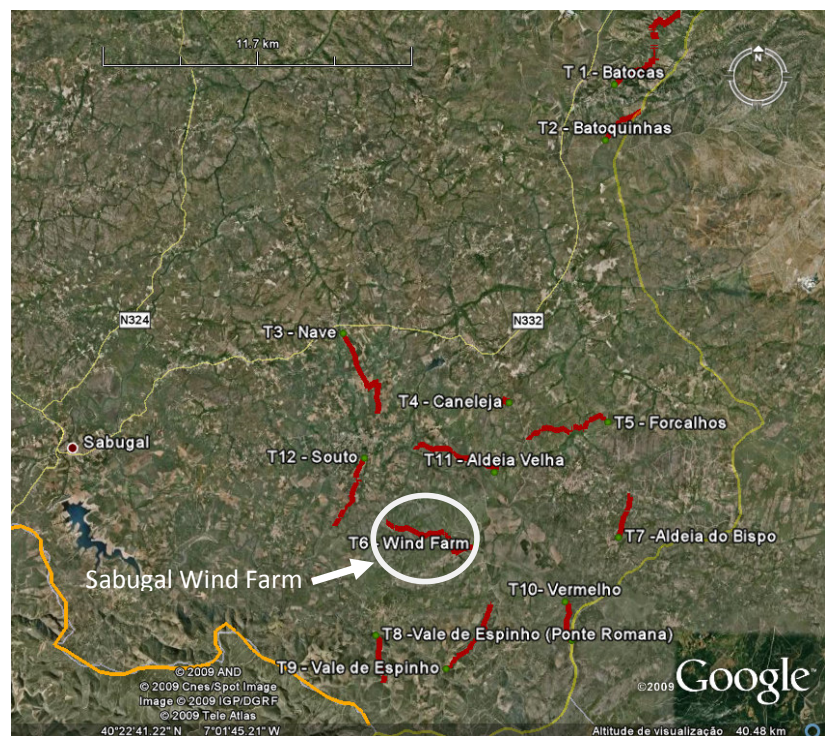 11.7 km
T 1 - Batocas
N
T2 - Batoquinhas
N324
N332
T3 - Nave
T4 - Caneleja
T5 - Forcalhos
Sabugal
T12 - Souto
T11 - Aldeia Velha
T6 - Wind Farm
T7 -Aldeia do Bispo
Sabugal Wind Farm
T10- Vermelho
T8 -Vale de Espinho (Ponte Romana)
T9 - Vale de Espinho
© 2009 AND
© 2009 Cnes/Spot Image
Image © 2009 IGP/DGRF
© 2009 Tele Atlas
©2009 Google
40°22'41.22" N 7°01'45.21" W
Altitude de visualização 40.48 km